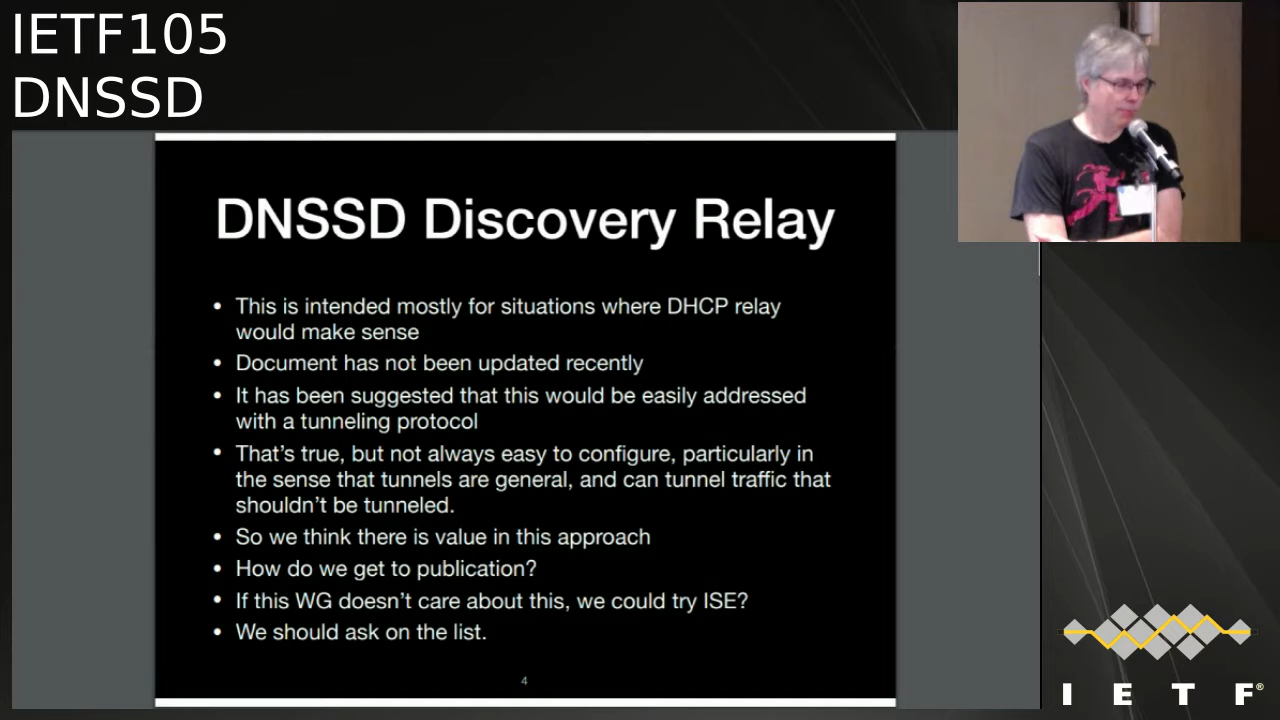 IETF105
DNSSD
DNSSD Discovery Relay
• This is intended mostly for situations where DHCP relay
would make sense
• Document has not been updated recently
• It has been suggested that this would be easily addressed
with a tunneling protocol
• That’s true, but not always easy to configure, particularly in
the sense that tunnels are general, and can tunnel traffic that
shouldn’t be tunneled.
• So we think there is value in this approach
• How do we get to publication?
• If this WG doesn’t care about this, we could try ISE?
• We should ask on the list.
4
I E T F®